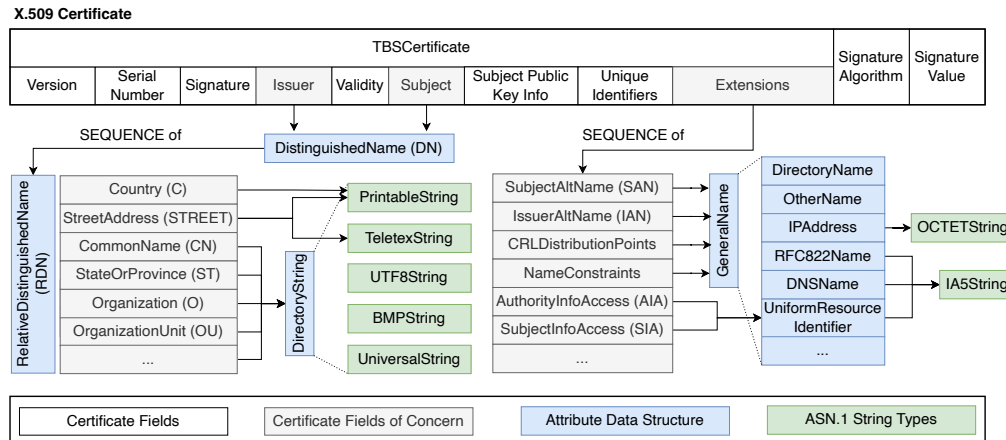 X.509 Certificate
TBSCertificate
Signature
Algorithm
Signature
Value
Version
Serial
Number
Signature
Issuer
Validity
Subject
Subject Public
Key Info
Unique
Identifiers
Extensions
SEQUENCE of
DistinguishedName (DN)
SEQUENCE of
RelativeDistinguishedName
(RDN)
Country (C)
StreetAddress (STREET)
CommonName (CN)
StateOrProvince (ST)
Organization (O)
OrganizationUnit (OU)
...
DirectoryString
PrintableString
TeletexString
UTF8String
BMPString
UniversalString
SubjectAltName (SAN)
IssuerAltName (IAN)
CRLDistributionPoints
NameConstraints
AuthorityInfoAccess (AIA)
SubjectInfoAccess (SIA)
...
GeneralName
DirectoryName
OtherName
IPAddress
RFC822Name
DNSName
UniformResource
Identifier
...
OCTETString
IA5String
Certificate Fields
Certificate Fields of Concern
Attribute Data Structure
ASN.1 String Types